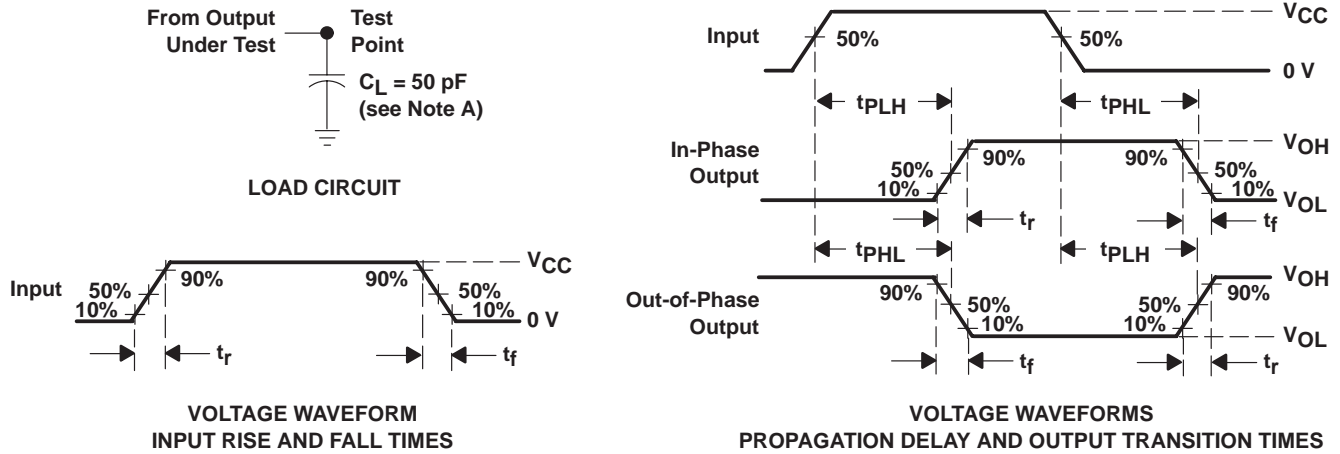 From Output
Under Test
Test
Point
CL = 50 pF
(see Note A)
LOAD CIRCUIT
Input
50%
10%
90%
90%
50%
10%
VCC
0 V
tr
tf
VOLTAGE WAVEFORM
INPUT RISE AND FALL TIMES
Input
50%
50%
VCC
0 V
tPLH
tPHL
In-Phase
Output
50%
10%
90%
90%
50%
10%
VOH
VOL
tr
tf
tPHL
tPLH
Out-of-Phase
Output
90%
50%
10%
50%
10%
90%
VOH
VOL
tf
tr
VOLTAGE WAVEFORMS
PROPAGATION DELAY AND OUTPUT TRANSITION TIMES